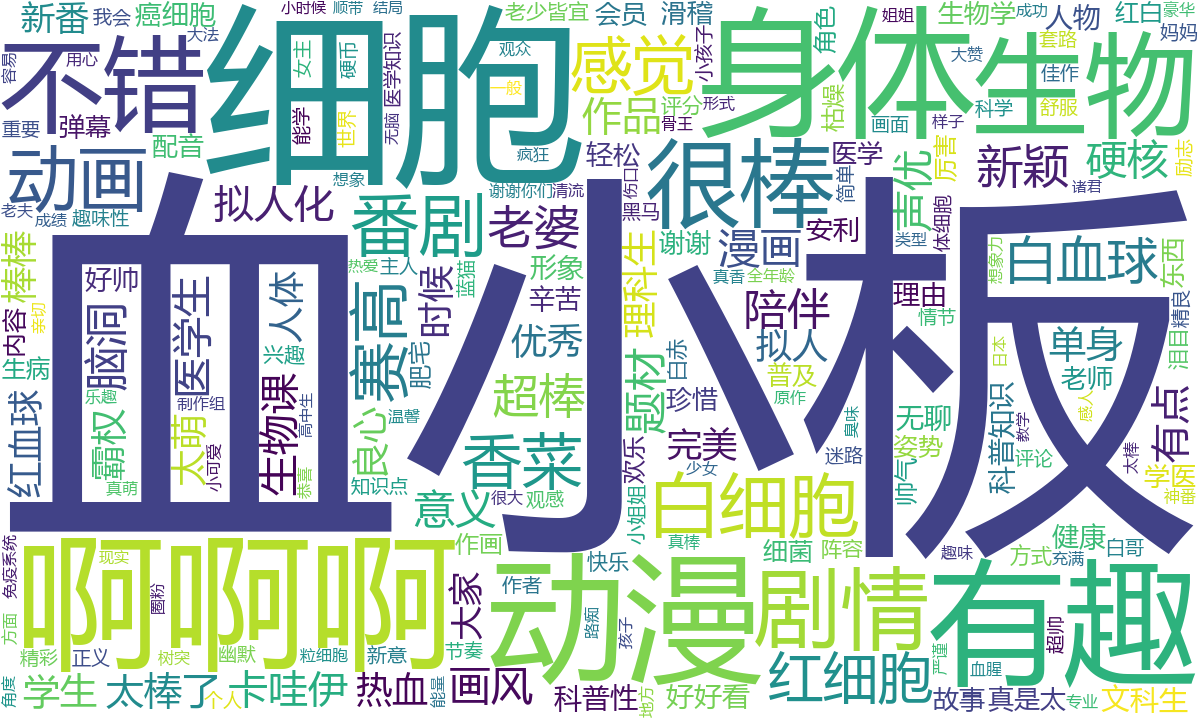 血小板
细胞
身体
生物
不错
动画
感觉
作品
很棒
番剧
老婆
拟人化
新颖
硬核
声优
漫画
白血球
啊啊啊
动漫
剧情
有趣
红细胞
白细胞
香菜
赛高
超棒
优秀
题材
理科生
陪伴
拟人
完美
意义
良心
生物课
医学生
脑洞
霸权
太萌
红血球
人体
时候
棒棒
好帅
内容
生病
兴趣
肥宅
形象
辛苦
谢谢
安利
理由
单身
老师
有点
科普知识
学医
健康
方式
白哥
文科生
故事
真是太
好好看
科普性
画风
热血
卡哇伊
太棒了
学生
大家
新番
我会
癌细胞
大法
小时候
顺带
结局
老少皆宜
会员
滑稽
角色
生物学
成功
人物
红白
豪华
妈妈
姐姐
套路
大赞
佳作
科学
舒服
画面
样子
枯燥
小孩子
评分
形式
骨王
观众
一般
疯狂
医学知识
无脑
硬币
女主
能学
世界
想象
用心
容易
重要
弹幕
配音
轻松
医学
厉害
简单
励志
诸君
老夫
成绩
趣味性
谢谢你们
清流
伤口
黑马
类型
体细胞
想象力
东西
精良
泪目
日本
感人
教学
情节
全年龄
真香
普及
原作
臭味
白赤
珍惜
无聊
姿势
迷路
帅气
评论
太棒
神番
热爱
主人
蓝猫
亲切
乐趣
制作组
高中生
小可爱
真萌
恭喜
温馨
知识点
很大
观感
欢乐
小姐姐
少女
真棒
细菌
阵容
趣味
充满
超帅
严谨
血腥
专业
作画
快乐
作者
路痴
孩子
节奏
新意
能量
地方
粒细胞
幽默
树突
个人
圈粉
现实
免疫系统
方面
精彩
正义
角度